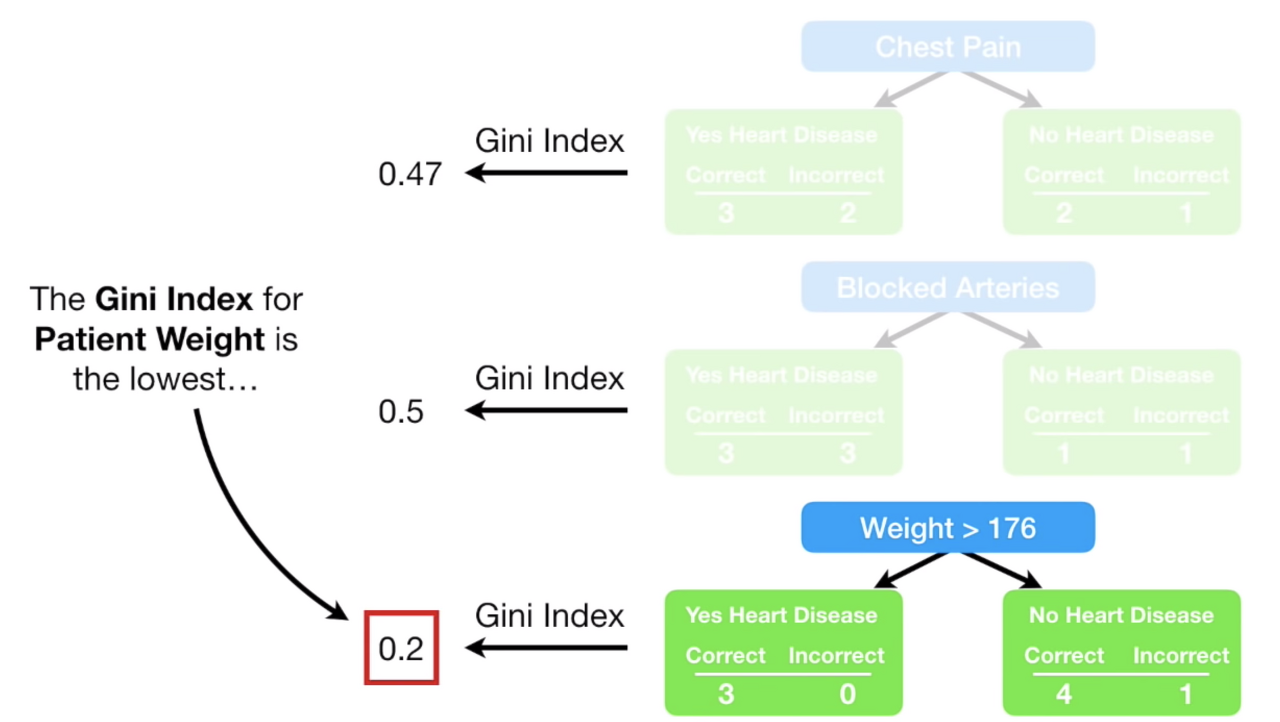 Chest Pain
Gini Index
0.47
Yes Heart Disease
Correct Incorrect
3 2
No Heart Disease
Correct Incorrect
2 1
The Gini Index for
Patient Weight is
the lowest…
Blocked Arteries
Gini Index
0.5
Yes Heart Disease
Correct Incorrect
3 3
No Heart Disease
Correct Incorrect
1 1
Weight > 176
Gini Index
0.2
Yes Heart Disease
Correct Incorrect
3 0
No Heart Disease
Correct Incorrect
4 1